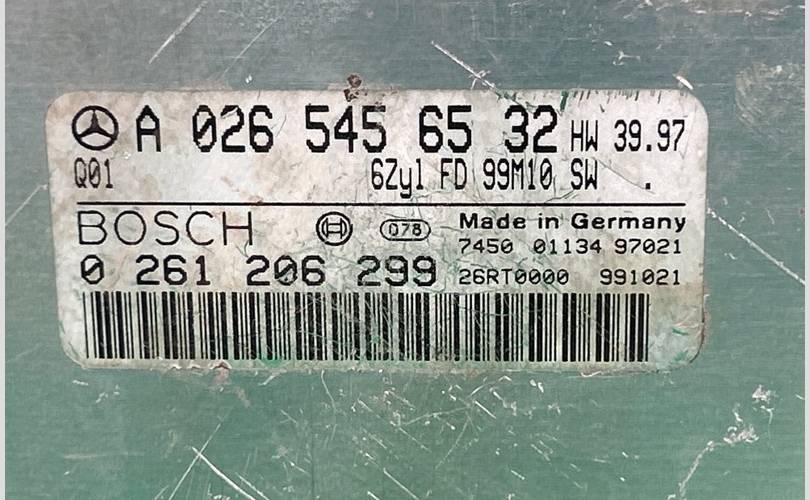 A 026 545 65 32 HW 39.97
Q01 6Zyl FD 99M10 SW .
BOSCH H Q78 Made in Germany
7450 01134 97021
0 261 206 299 26RT0000 991021